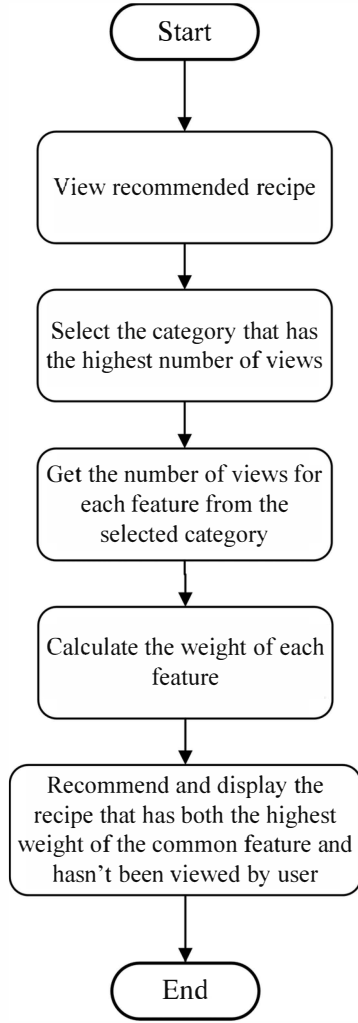 Start
View recommended recipe
Select the category that has
the highest number of views
Get the number of views for
each feature from the
selected category
Calculate the weight of each
feature
Recommend and display the
recipe that has both the highest
weight of the common feature and
hasn't been viewed by user
End